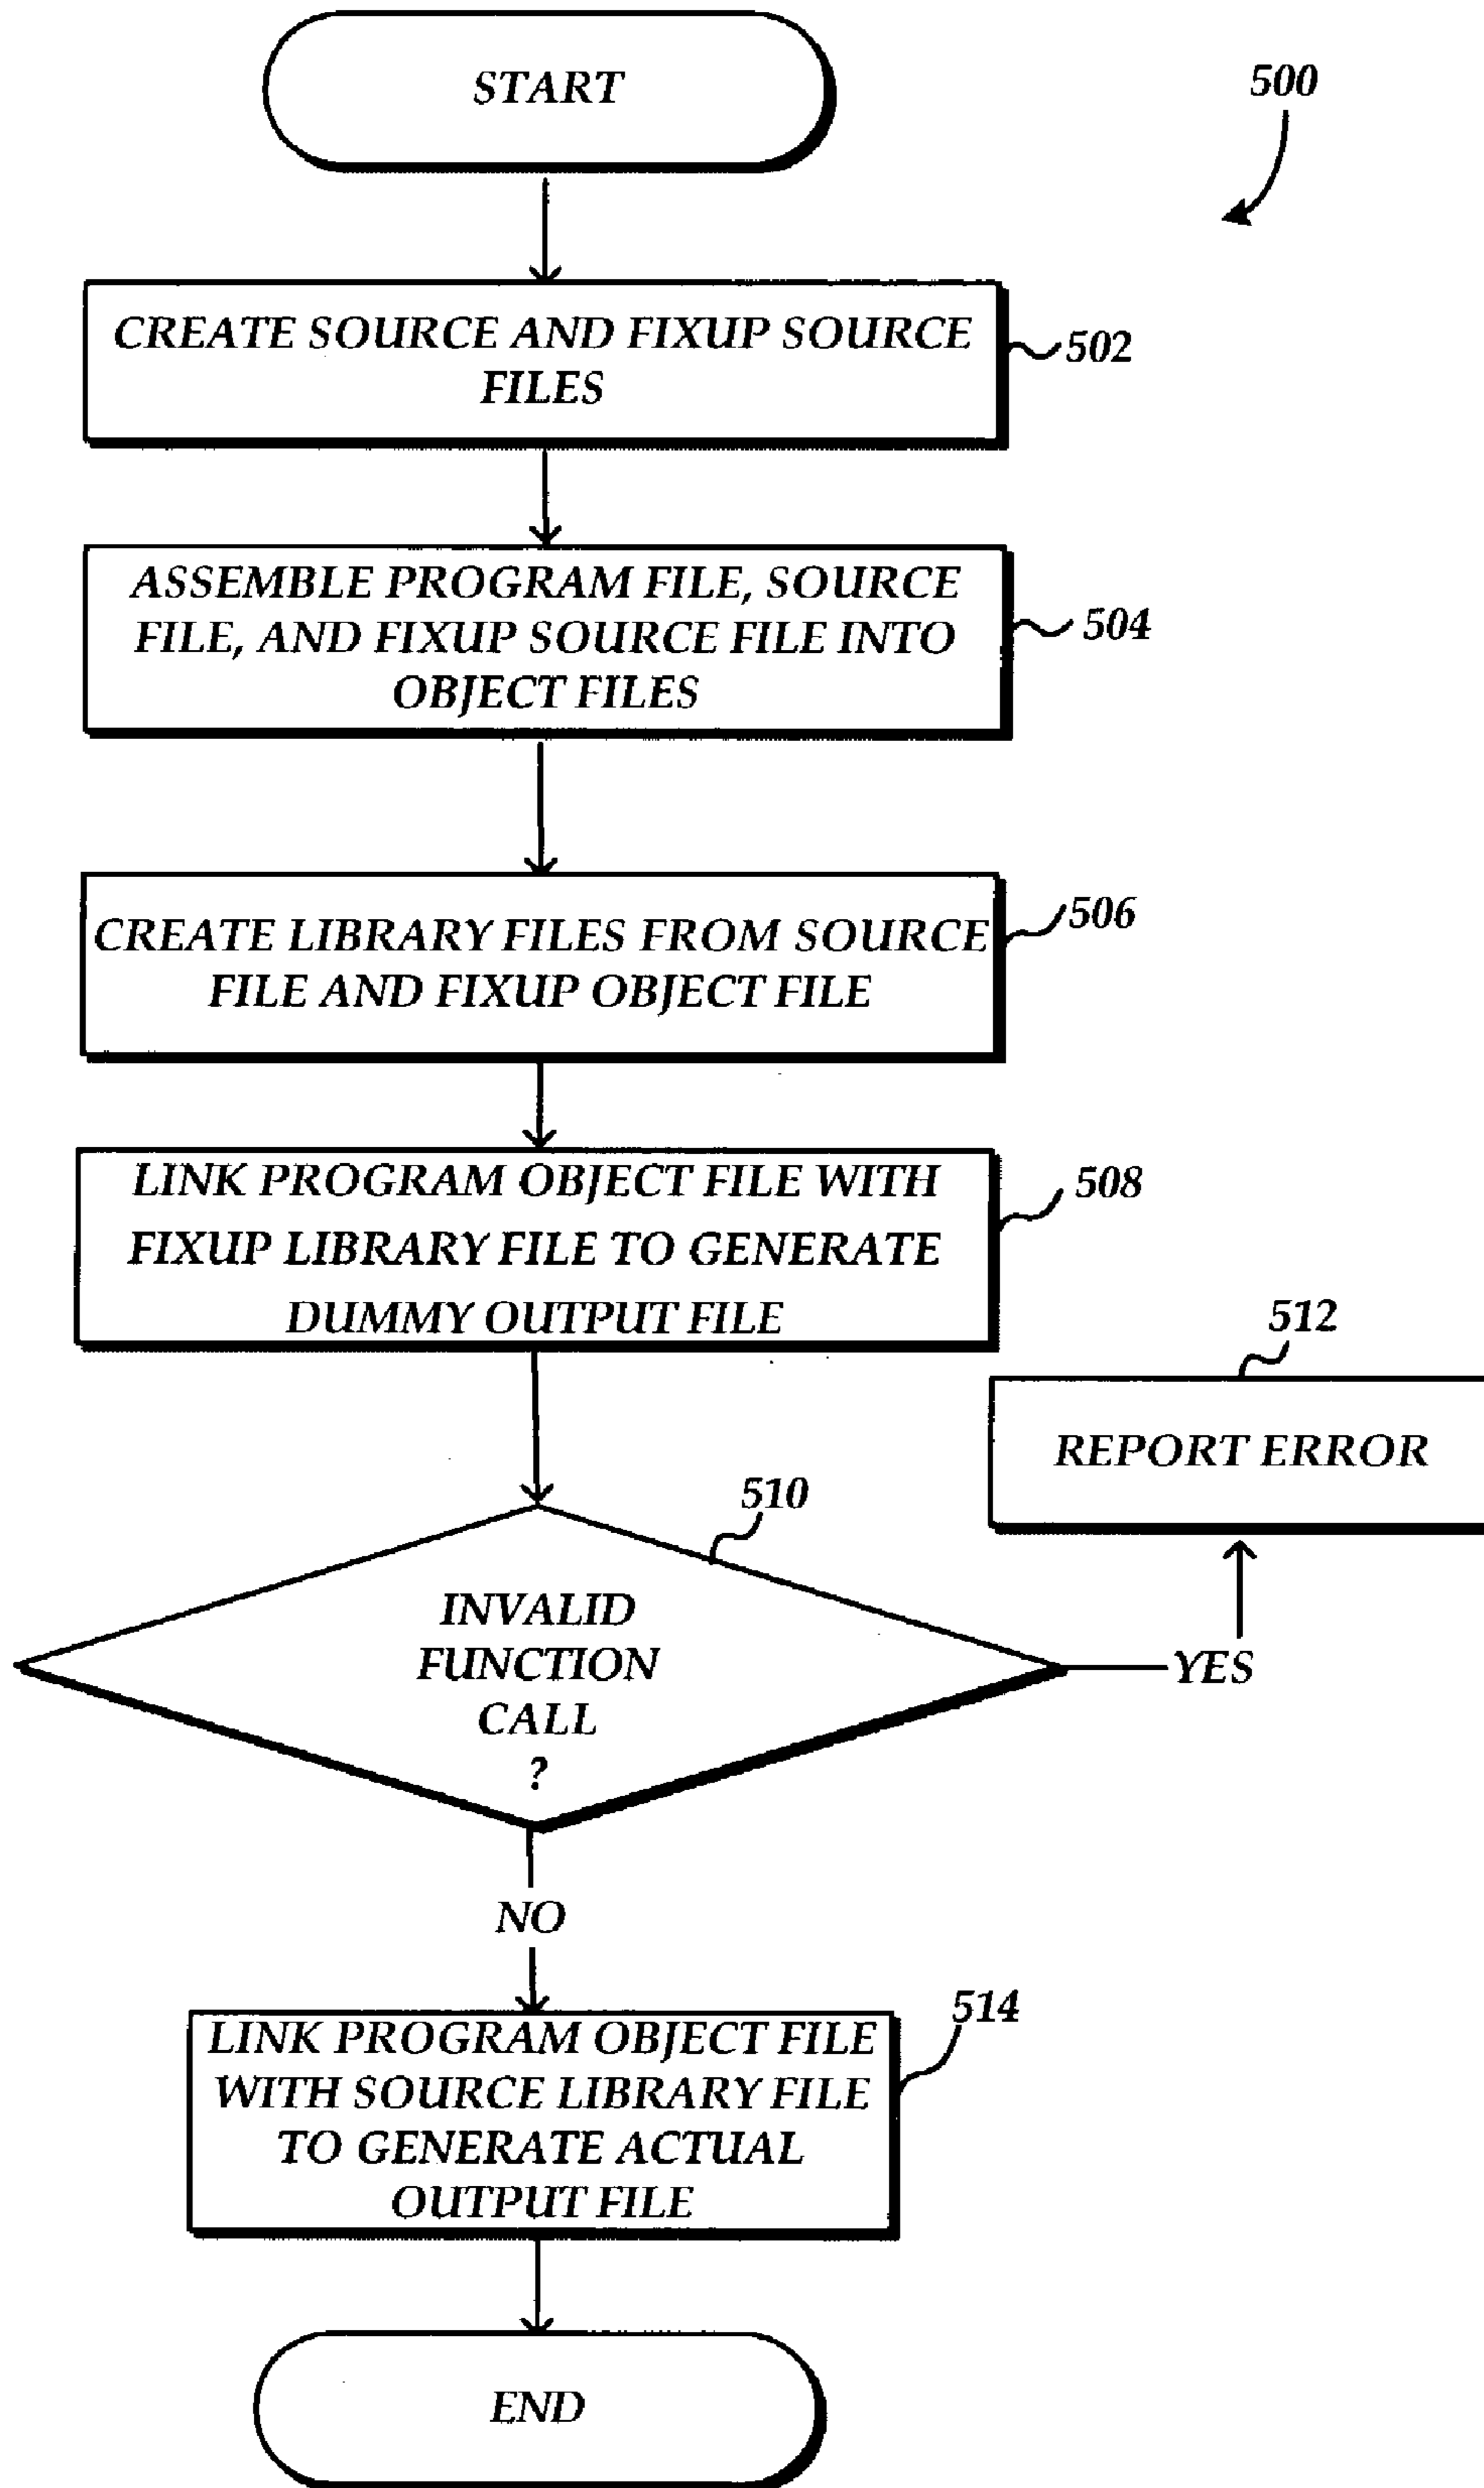 START
500
CREATE SOURCE AND FIXUP SOURCE
FILES
502
ASSEMBLE PROGRAM FILE, SOURCE
FILE, AND FIXUP SOURCE FILE INTO
OBJECT FILES
504
CREATE LIBRARY FILES FROM SOURCE
FILE AND FIXUP OBJECT FILE
506
LINK PROGRAM OBJECT FILE WITH
FIXUP LIBRARY FILE TO GENERATE
DUMMY OUTPUT FILE
508
512
REPORT ERROR
510
INVALID
FUNCTION
CALL
?
YES
NO
514
LINK PROGRAM OBJECT FILE
WITH SOURCE LIBRARY FILE
TO GENERATE ACTUAL
OUTPUT FILE
END